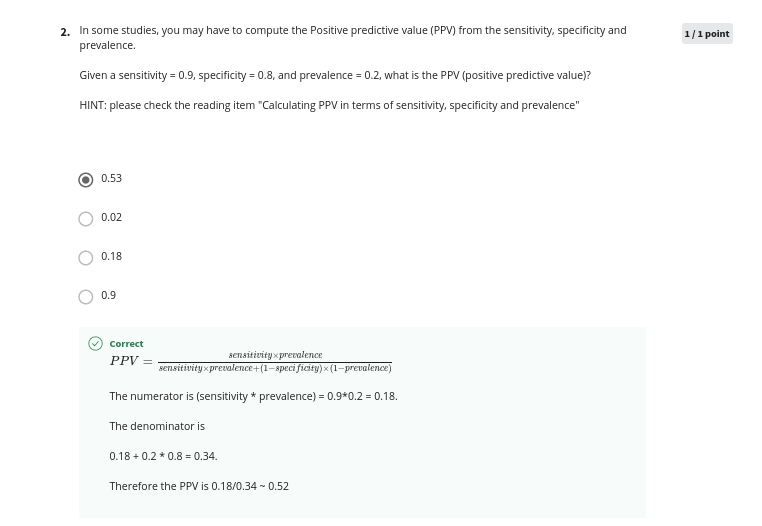 2. In some studies, you may have to compute the Positive predictive value (PPV) from the sensitivity, specificity and
prevalence.
1 / 1 point
Given a sensitivity = 0.9, specificity = 0.8, and prevalence = 0.2, what is the PPV (positive predictive value)?
HINT: please check the reading item "Calculating PPV in terms of sensitivity, specificity and prevalence"
0.53
0.02
0.18
0.9
Correct
PPV = sensitivity×prevalence / sensitivity×prevalence+(1−specificity)×(1−prevalence)
The numerator is (sensitivity * prevalence) = 0.9*0.2 = 0.18.
The denominator is
0.18 + 0.2 * 0.8 = 0.34.
Therefore the PPV is 0.18/0.34 ~ 0.52